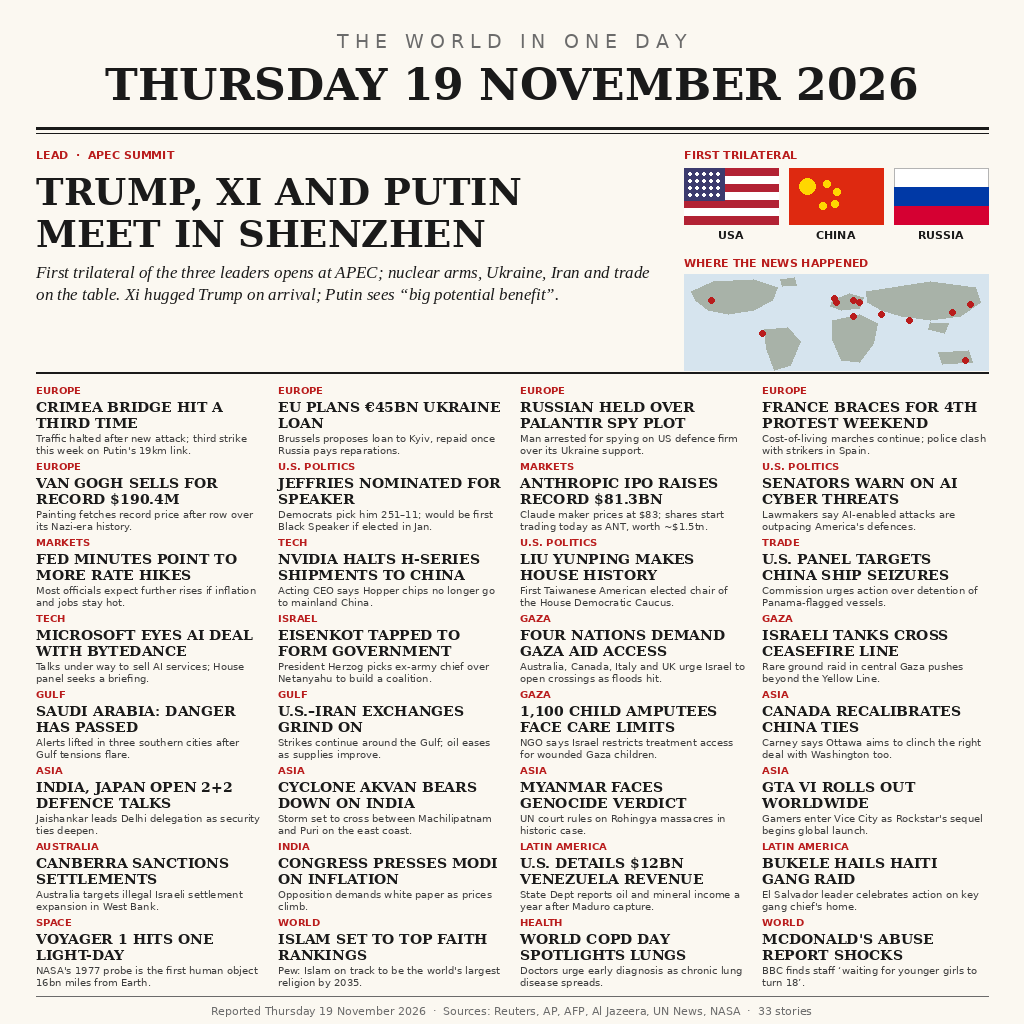 THE WORLD IN ONE DAY
THURSDAY 19 NOVEMBER 2026
LEAD · APEC SUMMIT
TRUMP, XI AND PUTIN
MEET IN SHENZHEN
First trilateral of the three leaders opens at APEC; nuclear arms, Ukraine, Iran and trade
on the table. Xi hugged Trump on arrival; Putin sees “big potential benefit”.
FIRST TRILATERAL
USA
CHINA
RUSSIA
WHERE THE NEWS HAPPENED
EUROPE
CRIMEA BRIDGE HIT A
THIRD TIME
Traffic halted after new attack; third strike
this week on Putin's 19km link.
EUROPE
EU PLANS €45BN UKRAINE
LOAN
Brussels proposes loan to Kyiv, repaid once
Russia pays reparations.
EUROPE
RUSSIAN HELD OVER
PALANTIR SPY PLOT
Man arrested for spying on US defence firm
over its Ukraine support.
EUROPE
FRANCE BRACES FOR 4TH
PROTEST WEEKEND
Cost-of-living marches continue; police clash
with strikers in Spain.
EUROPE
VAN GOGH SELLS FOR
RECORD $190.4M
Painting fetches record price after row over
its Nazi-era history.
U.S. POLITICS
JEFFRIES NOMINATED FOR
SPEAKER
Democrats pick him 251–11; would be first
Black Speaker if elected in Jan.
MARKETS
ANTHROPIC IPO RAISES
RECORD $81.3BN
Claude maker prices at $83; shares start
trading today as ANT, worth ~$1.5tn.
U.S. POLITICS
SENATORS WARN ON AI
CYBER THREATS
Lawmakers say AI-enabled attacks are
outpacing America's defences.
MARKETS
FED MINUTES POINT TO
MORE RATE HIKES
Most officials expect further rises if inflation
and jobs stay hot.
TECH
NVIDIA HALTS H-SERIES
SHIPMENTS TO CHINA
Acting CEO says Hopper chips no longer go
to mainland China.
U.S. POLITICS
LIU YUNPING MAKES
HOUSE HISTORY
First Taiwanese American elected chair of
the House Democratic Caucus.
TRADE
U.S. PANEL TARGETS
CHINA SHIP SEIZURES
Commission urges action over detention of
Panama-flagged vessels.
TECH
MICROSOFT EYES AI DEAL
WITH BYTEDANCE
Talks under way to sell AI services; House
panel seeks a briefing.
ISRAEL
EISENKOT TAPPED TO
FORM GOVERNMENT
President Herzog picks ex-army chief over
Netanyahu to build a coalition.
GAZA
FOUR NATIONS DEMAND
GAZA AID ACCESS
Australia, Canada, Italy and UK urge Israel to
open crossings as floods hit.
GAZA
ISRAELI TANKS CROSS
CEASEFIRE LINE
Rare ground raid in central Gaza pushes
beyond the Yellow Line.
GULF
SAUDI ARABIA: DANGER
HAS PASSED
Alerts lifted in three southern cities after
Gulf tensions flare.
GULF
U.S.–IRAN EXCHANGES
GRIND ON
Strikes continue around the Gulf; oil eases
as supplies improve.
GAZA
1,100 CHILD AMPUTEES
FACE CARE LIMITS
NGO says Israel restricts treatment access
for wounded Gaza children.
ASIA
CANADA RECALIBRATES
CHINA TIES
Carney says Ottawa aims to clinch the right
deal with Washington too.
ASIA
INDIA, JAPAN OPEN 2+2
DEFENCE TALKS
Jaishankar leads Delhi delegation as security
ties deepen.
ASIA
CYCLONE AKVAN BEARS
DOWN ON INDIA
Storm set to cross between Machilipatnam
and Puri on the east coast.
ASIA
MYANMAR FACES
GENOCIDE VERDICT
UN court rules on Rohingya massacres in
historic case.
ASIA
GTA VI ROLLS OUT
WORLDWIDE
Gamers enter Vice City as Rockstar's sequel
begins global launch.
AUSTRALIA
CANBERRA SANCTIONS
SETTLEMENTS
Australia targets illegal Israeli settlement
expansion in West Bank.
INDIA
CONGRESS PRESSES MODI
ON INFLATION
Opposition demands white paper as prices
climb.
LATIN AMERICA
U.S. DETAILS $12BN
VENEZUELA REVENUE
State Dept reports oil and mineral income a
year after Maduro capture.
LATIN AMERICA
BUKELE HAILS HAITI
GANG RAID
El Salvador leader celebrates action on key
gang chief's home.
SPACE
VOYAGER 1 HITS ONE
LIGHT-DAY
NASA's 1977 probe is the first human object
16bn miles from Earth.
WORLD
ISLAM SET TO TOP FAITH
RANKINGS
Pew: Islam on track to be the world's largest
religion by 2035.
HEALTH
WORLD COPD DAY
SPOTLIGHTS LUNGS
Doctors urge early diagnosis as chronic lung
disease spreads.
WORLD
MCDONALD'S ABUSE
REPORT SHOCKS
BBC finds staff ‘waiting for younger girls to
turn 18’.
Reported Thursday 19 November 2026 · Sources: Reuters, AP, AFP, Al Jazeera, UN News, NASA · 33 stories